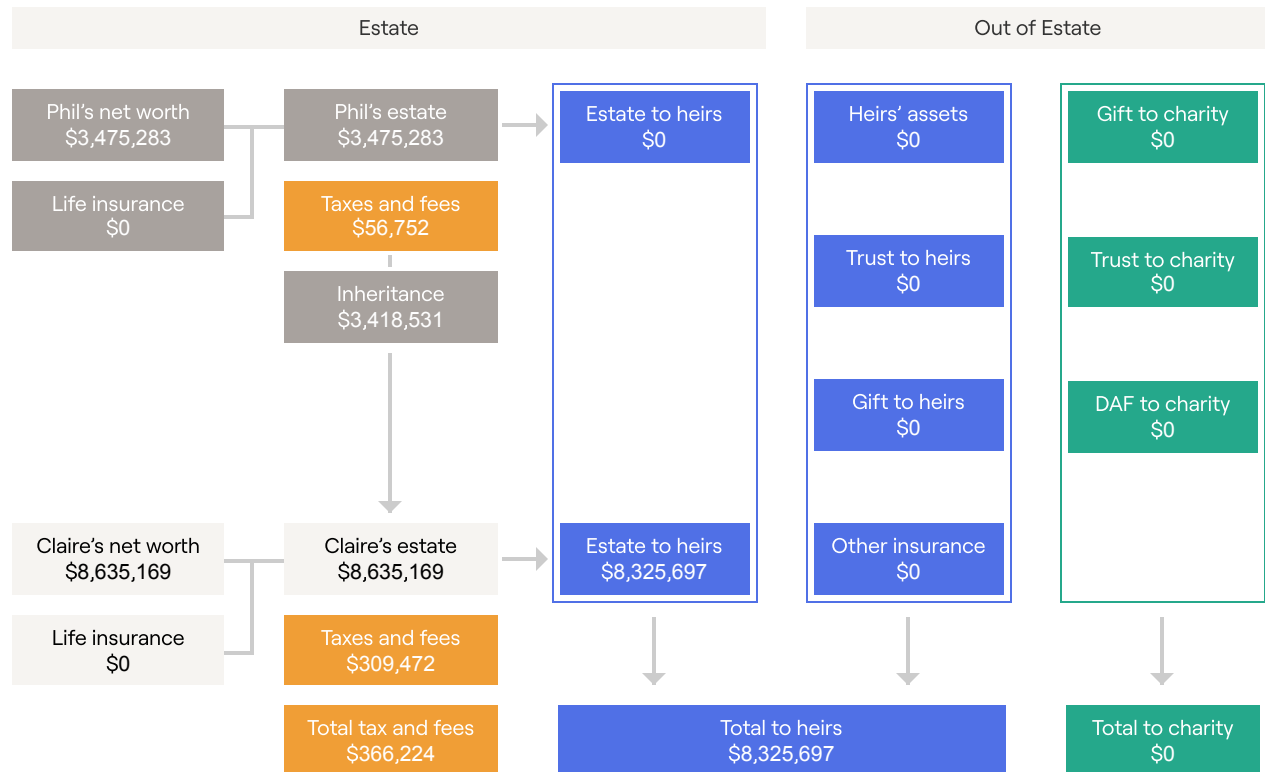 Estate
Out of Estate
Phil’s net worth
$3,475,283
Phil’s estate
$3,475,283
Estate to heirs
$0
Heirs’ assets
$0
Gift to charity
$0
Life insurance
$0
Taxes and fees
$56,752
Inheritance
$3,418,531
Trust to heirs
$0
Trust to charity
$0
Gift to heirs
$0
DAF to charity
$0
Claire’s net worth
$8,635,169
Claire’s estate
$8,635,169
Estate to heirs
$8,325,697
Other insurance
$0
Life insurance
$0
Taxes and fees
$309,472
Total tax and fees
$366,224
Total to heirs
$8,325,697
Total to charity
$0